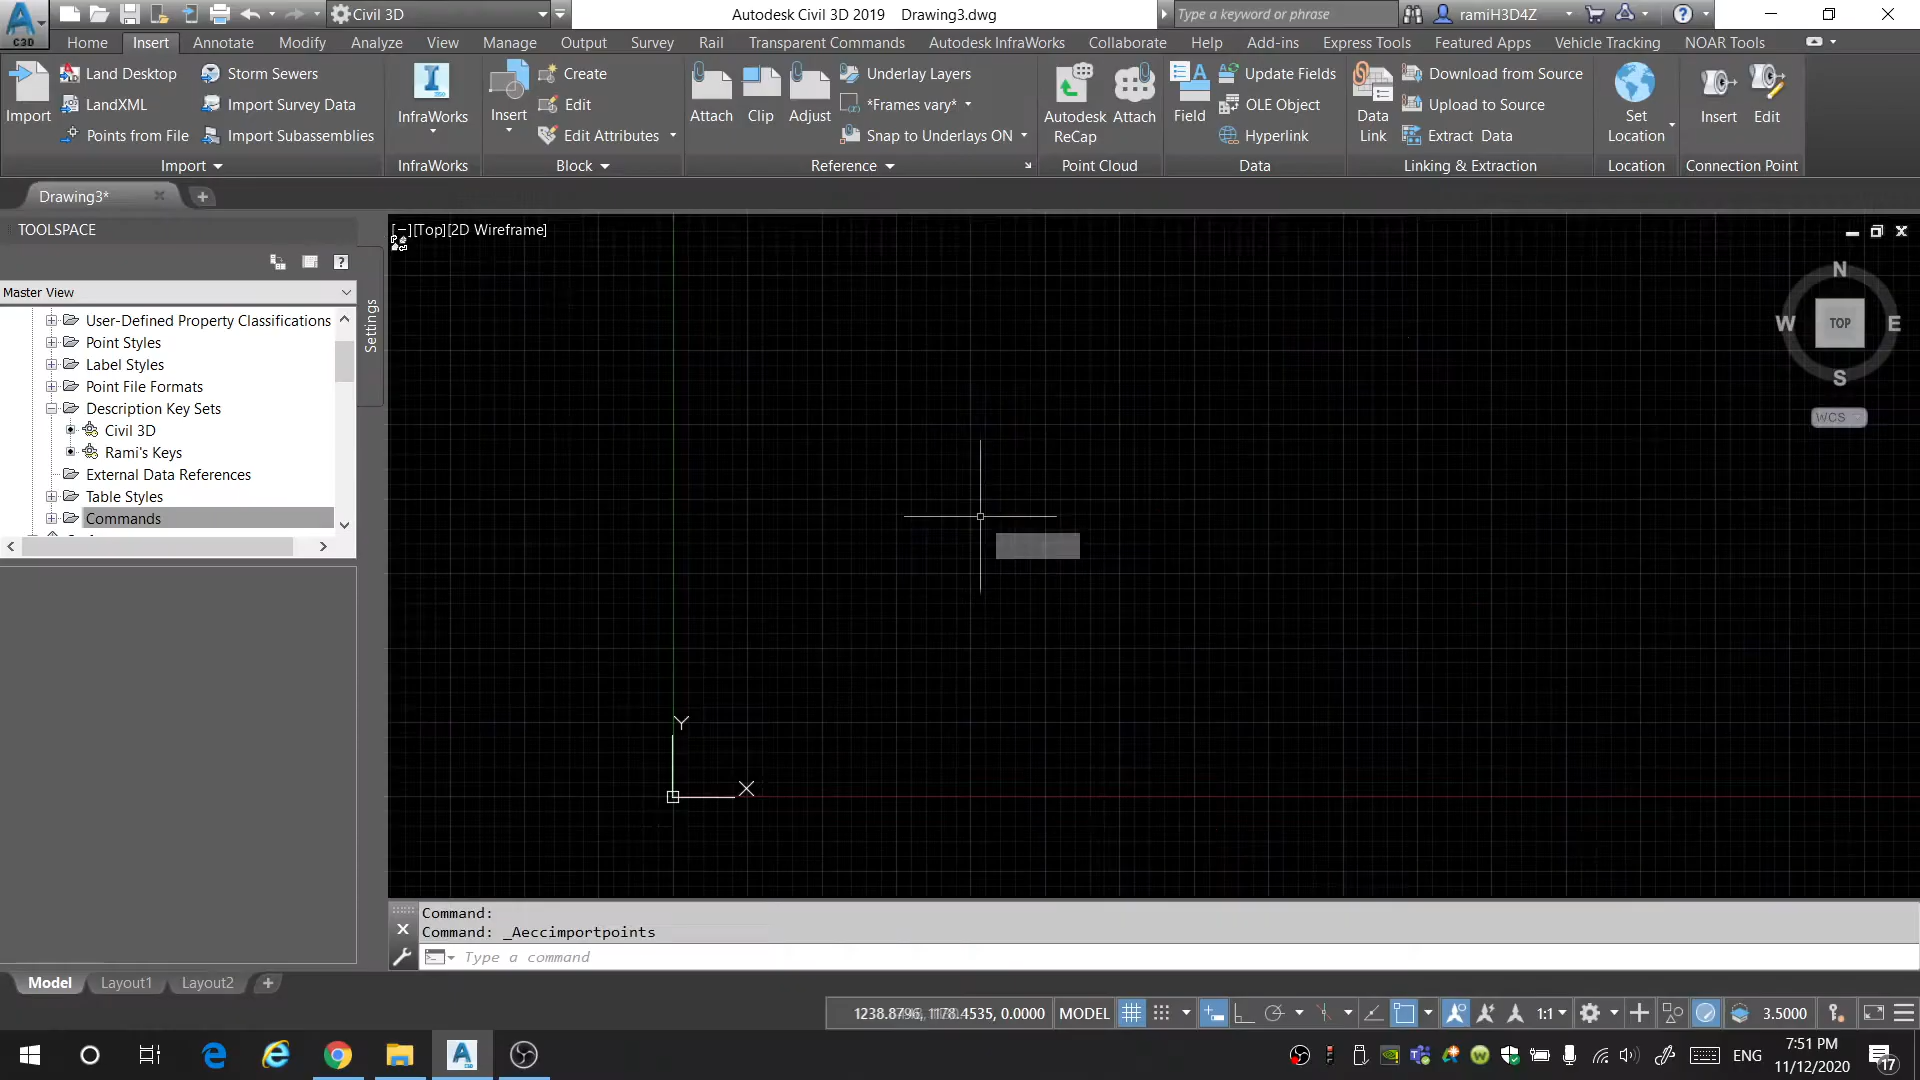 Civil 3D
Autodesk Civil 3D 2019 Drawing3.dwg
Type a keyword or phrase
ramiH3D4Z
C3D
Home Insert Annotate Modify Analyze View Manage Output Survey Rail Transparent Commands Autodesk InfraWorks Collaborate Help Add-ins Express Tools Featured Apps Vehicle Tracking NOAR Tools
Import
Land Desktop
LandXML
Points from File
Storm Sewers
Import Survey Data
Import Subassemblies
Import
InfraWorks
InfraWorks
Insert
Create
Edit
Edit Attributes
Block
Attach
Clip
Adjust
Underlay Layers
*Frames vary*
Snap to Underlays ON
Reference
Autodesk
ReCap
Attach
Point Cloud
Field
Update Fields
OLE Object
Hyperlink
Data
Data
Link
Download from Source
Upload to Source
Extract Data
Linking & Extraction
Set
Location
Location
Insert
Edit
Connection Point
Drawing3*
TOOLSPACE
Master View
User-Defined Property Classifications
Point Styles
Label Styles
Point File Formats
Description Key Sets
Civil 3D
Rami's Keys
External Data References
Table Styles
Commands
Settings
[−][Top][2D Wireframe]
N
W
TOP
E
S
WCS
Y
X
Command:
Command: _Aeccimportpoints
Type a command
Model Layout1 Layout2
MODEL
1:1
3.5000
ENG
7:51 PM
11/12/2020
17